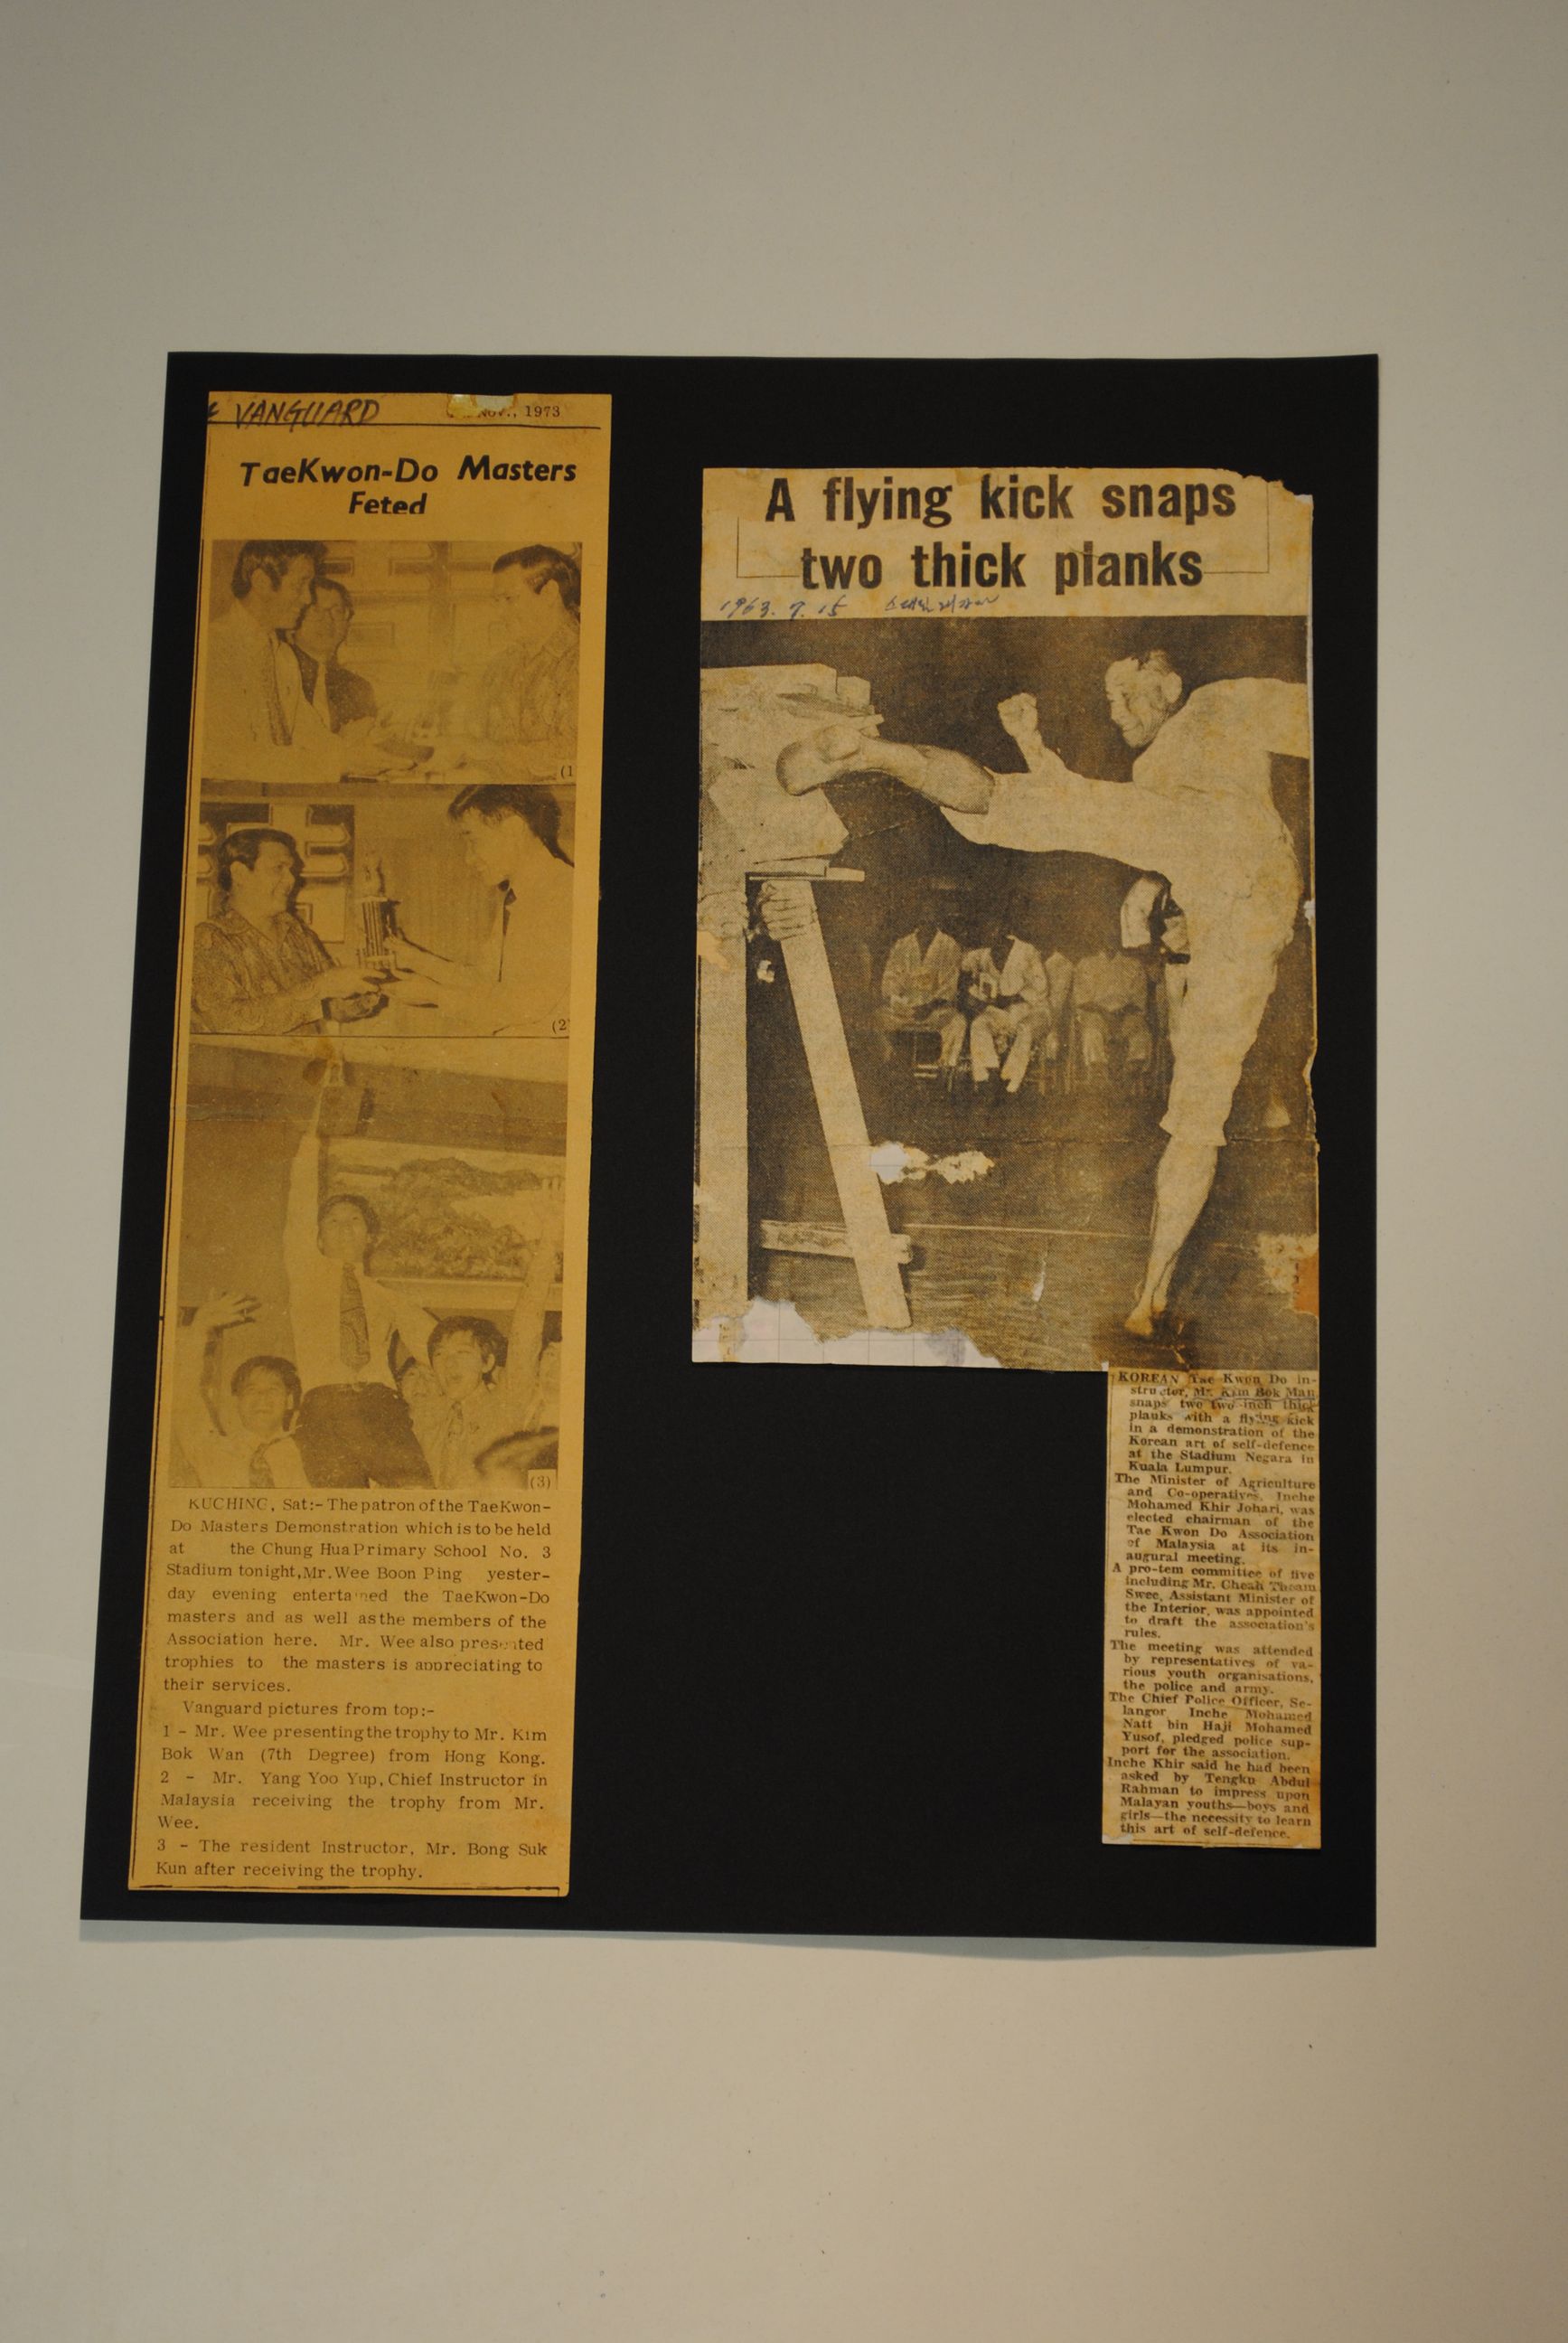 VANGUARD
NOV., 1973
TaeKwon-Do Masters
Feted
(1
(2
(3)
KUCHING, Sat:- The patron of the TaeKwon-
Do Masters Demonstration which is to be held
at the Chung Hua Primary School No. 3
Stadium tonight, Mr. Wee Boon Ping yester-
day evening entertained the TaeKwon-Do
masters and as well as the members of the
Association here. Mr. Wee also presented
trophies to the masters is appreciating to
their services.
Vanguard pictures from top:-
1 - Mr. Wee presenting the trophy to Mr. Kim
Bok Wan (7th Degree) from Hong Kong.
2 - Mr. Yang Yoo Yup, Chief Instructor in
Malaysia receiving the trophy from Mr.
Wee.
3 - The resident Instructor, Mr. Bong Suk
Kun after receiving the trophy.
A flying kick snaps
two thick planks
1963. 7. 15
KOREAN Tae Kwon Do in-
structor, Mr. Kim Bok Man
snaps two two-inch thick
planks with a flying kick
in a demonstration of the
Korean art of self-defence
at the Stadium Negara in
Kuala Lumpur.
The Minister of Agriculture
and Co-operatives, Inche
Mohamed Khir Johari, was
elected chairman of the
Tae Kwon Do Association
of Malaysia at its in-
augural meeting.
A pro-tem committee of five
including Mr. Cheah Theam
Swee, Assistant Minister of
the Interior, was appointed
to draft the association's
rules.
The meeting was attended
by representatives of va-
rious youth organisations,
the police and army.
The Chief Police Officer, Se-
langor Inche Mohamed
Natt bin Haji Mohamed
Yusof, pledged police sup-
port for the association.
Inche Khir said he had been
asked by Tengku Abdul
Rahman to impress upon
Malayan youths—boys and
girls—the necessity to learn
this art of self-defence.